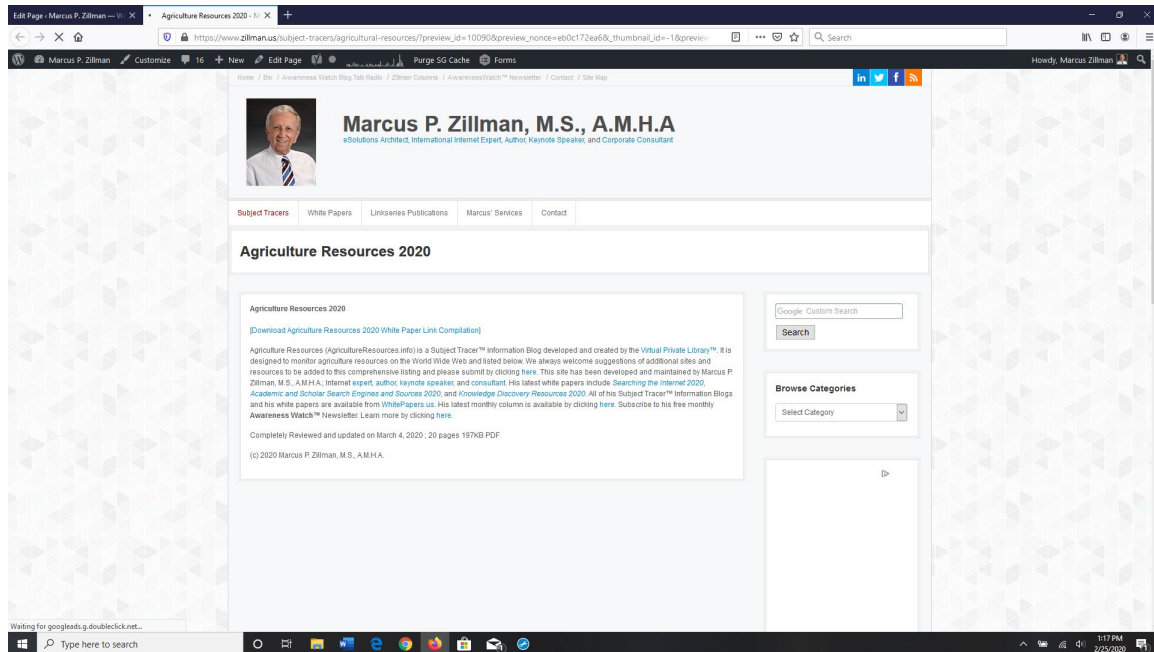 Edit Page ‹ Marcus P. Zillman — W
Agriculture Resources 2020 - M
https://www.zillman.us/subject-tracers/agricultural-resources/?preview_id=10090&preview_nonce=eb0c172ea6&_thumbnail_id=-1&preview
Search
Marcus P. Zillman Customize 16 + New Edit Page Purge SG Cache Forms
Howdy, Marcus Zillman
Home / Bio / Awareness Watch Blog Talk Radio / Zillman Columns / AwarenessWatch™ Newsletter / Contact / Site Map
in f
Marcus P. Zillman, M.S., A.M.H.A
eSolutions Architect, International Internet Expert, Author, Keynote Speaker, and Corporate Consultant
Subject Tracers White Papers Linkseries Publications Marcus' Services Contact
Agriculture Resources 2020
Agriculture Resources 2020
[Download Agriculture Resources 2020 White Paper Link Compilation]
Agriculture Resources (AgricultureResources.info) is a Subject Tracer™ Information Blog developed and created by the Virtual Private Library™. It is
designed to monitor agriculture resources on the World Wide Web and listed below. We always welcome suggestions of additional sites and
resources to be added to this comprehensive listing and please submit by clicking here. This site has been developed and maintained by Marcus P.
Zillman, M.S., A.M.H.A.; Internet expert, author, keynote speaker, and consultant. His latest white papers include Searching the Internet 2020,
Academic and Scholar Search Engines and Sources 2020, and Knowledge Discovery Resources 2020. All of his Subject Tracer™ Information Blogs
and his white papers are available from WhitePapers.us. His latest monthly column is available by clicking here. Subscribe to his free monthly
Awareness Watch™ Newsletter. Learn more by clicking here.
Completely Reviewed and updated on March 4, 2020 ; 20 pages 197KB PDF
(c) 2020 Marcus P. Zillman, M.S., A.M.H.A.
Google Custom Search
Search
Browse Categories
Select Category
Waiting for googleads.g.doubleclick.net...
Type here to search
1:17 PM
2/25/2020